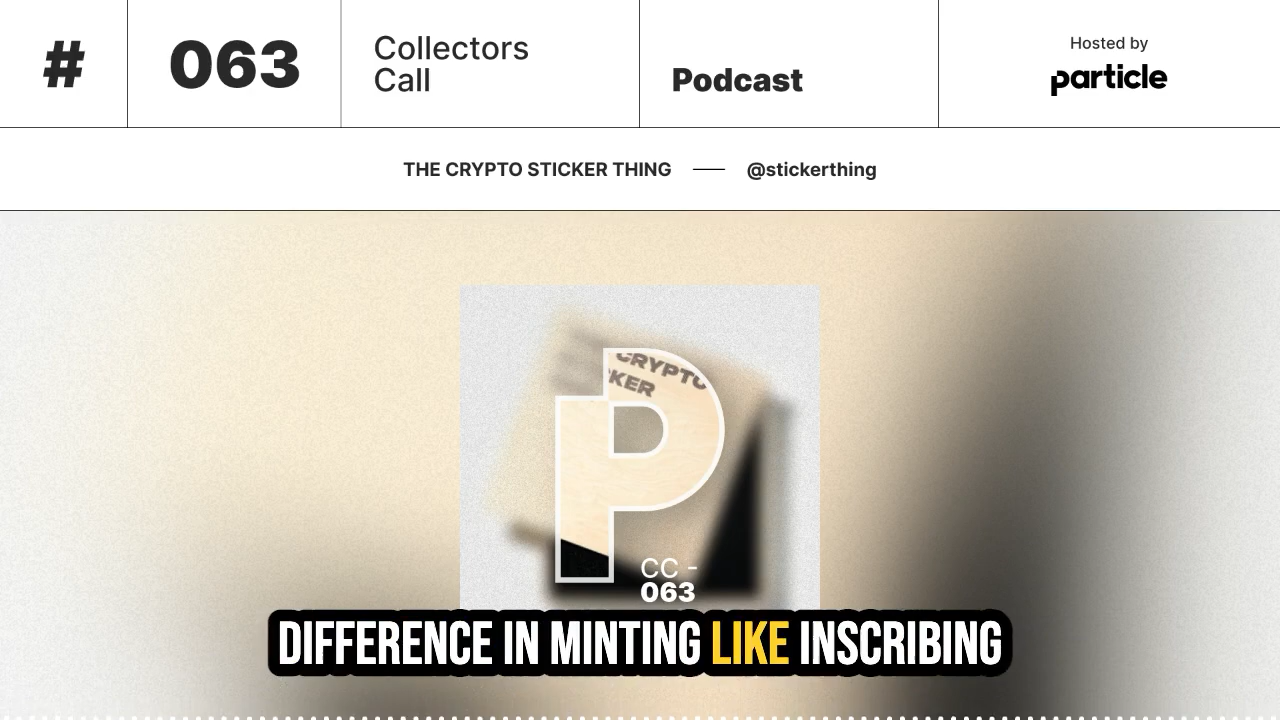 #
063
Collectors
Call
Podcast
Hosted by
particle
THE CRYPTO STICKER THING — @stickerthing
CRYPTO
KER
P
CC -
063
DIFFERENCE IN MINTING LIKE INSCRIBING